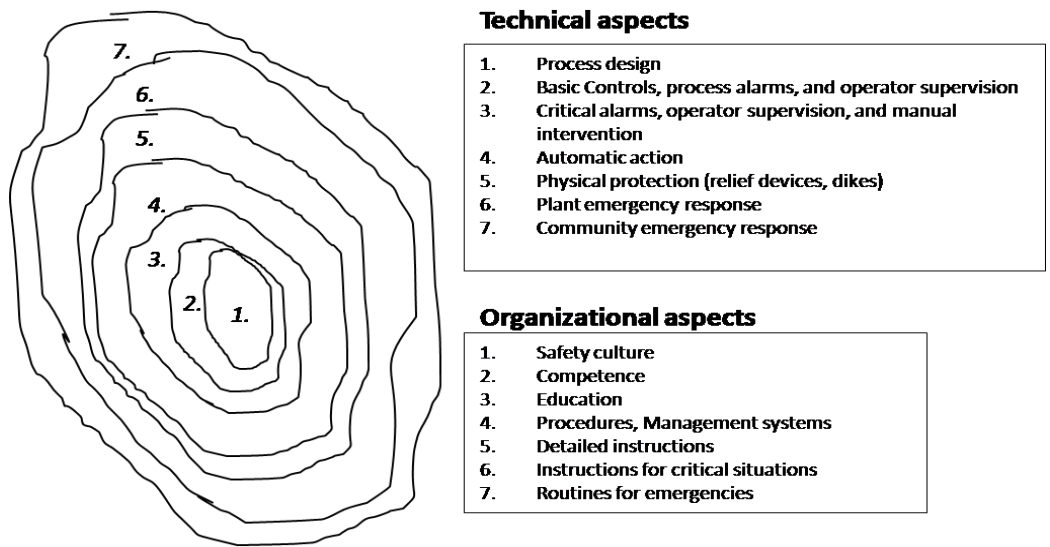 7.
6.
5.
4.
3.
2.
1.
Technical aspects
1. Process design
2. Basic Controls, process alarms, and operator supervision
3. Critical alarms, operator supervision, and manual
intervention
4. Automatic action
5. Physical protection (relief devices, dikes)
6. Plant emergency response
7. Community emergency response
Organizational aspects
1. Safety culture
2. Competence
3. Education
4. Procedures, Management systems
5. Detailed instructions
6. Instructions for critical situations
7. Routines for emergencies